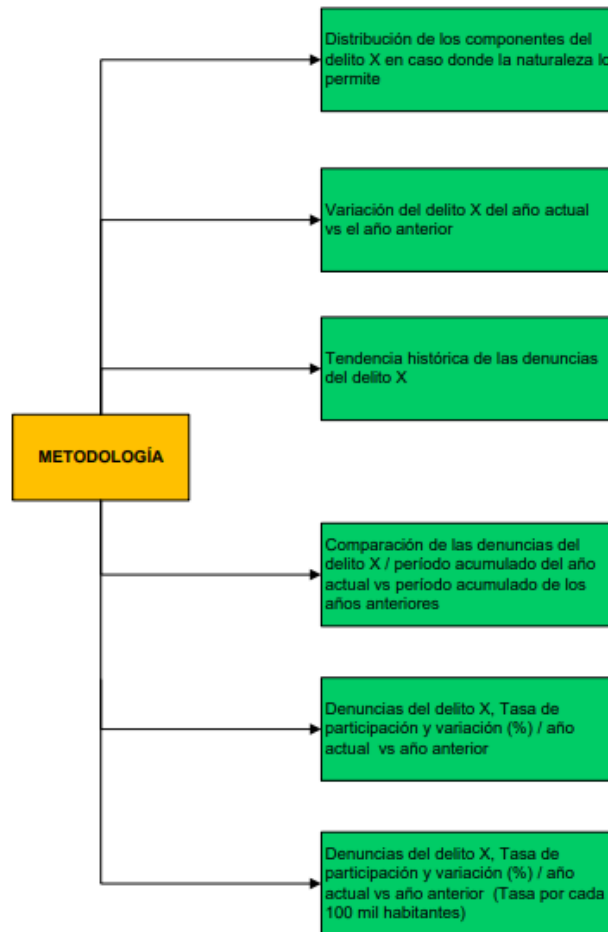 Distribución de los componentes del
delito X en caso donde la naturaleza lo
permite
Variación del delito X del año actual
vs el año anterior
Tendencia histórica de las denuncias
del delito X
METODOLOGÍA
Comparación de las denuncias del
delito X / período acumulado del año
actual vs período acumulado de los
años anteriores
Denuncias del delito X, Tasa de
participación y variación (%) / año
actual vs año anterior
Denuncias del delito X, Tasa de
participación y variación (%) / año
actual vs año anterior (Tasa por cada
100 mil habitantes)